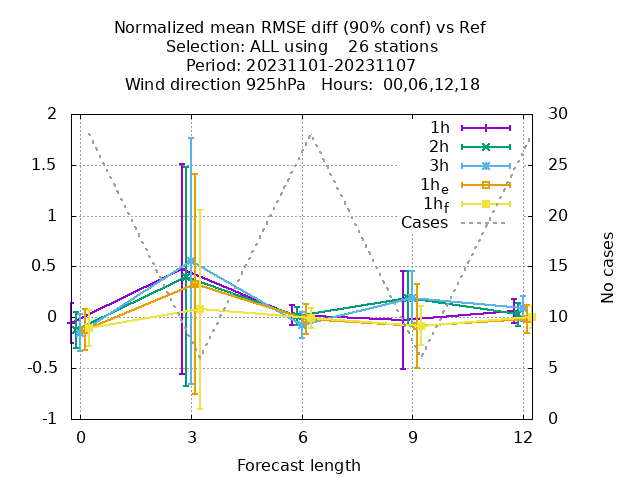 Normalized mean RMSE diff (90% conf) vs Ref
Selection: ALL using    26 stations
Period: 20231101-20231107
Wind direction 925hPa   Hours:  00,06,12,18
2
1.5
1
0.5
0
-0.5
-1
30
25
20
15
10
5
0
1h
2h
3h
1he
1hf
Cases
No cases
0
3
6
9
12
Forecast length